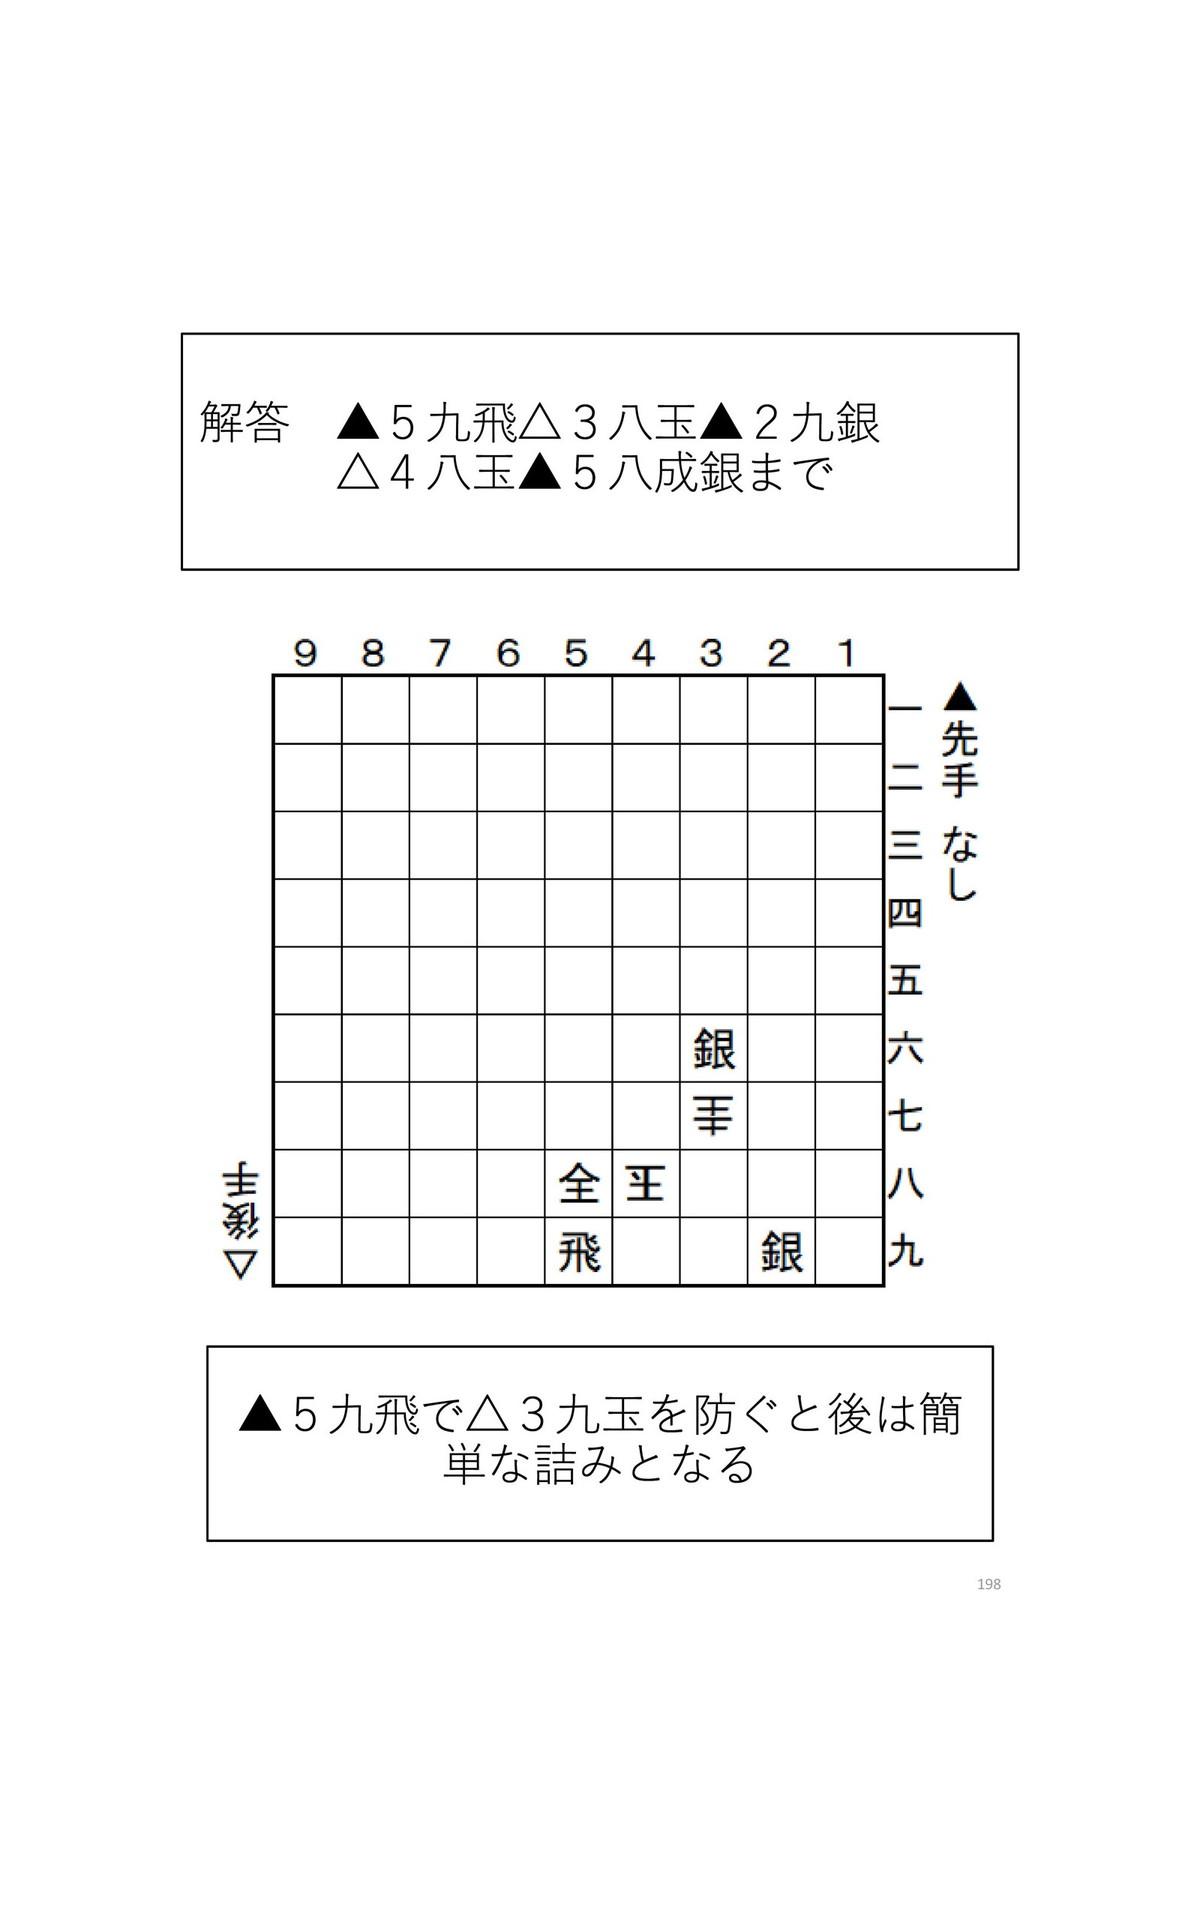 解答　▲５九飛△３八玉▲２九銀
△４八玉▲５八成銀まで
9 8 7 6 5 4 3 2 1
一
二
三
四
五
六
七
八
九
▲先手 なし
銀
王
全 玉
飛 銀
△後手
▲５九飛で△３九玉を防ぐと後は簡
単な詰みとなる
198